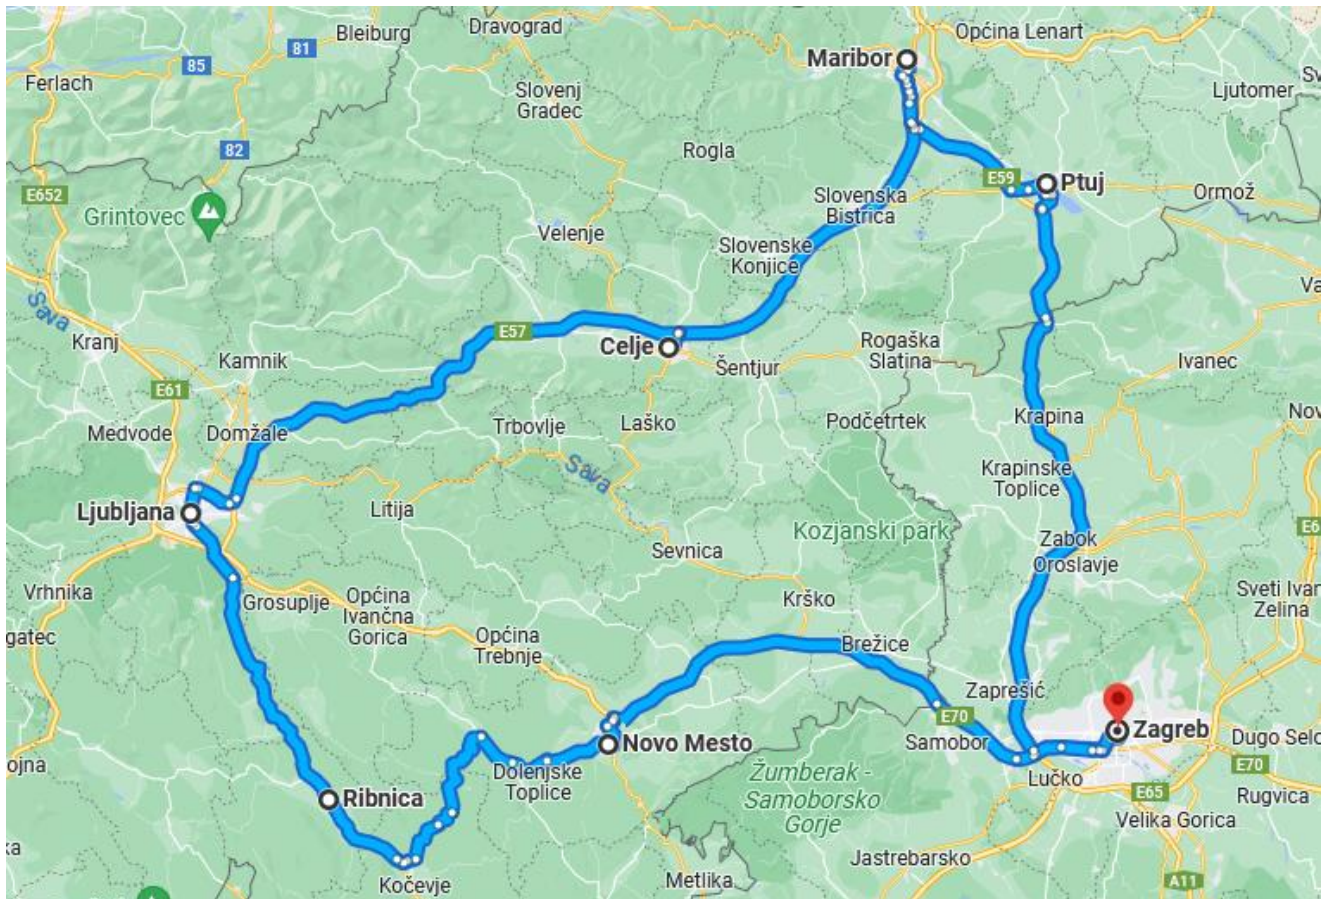 Dravograd
Općina Lenart
Bleiburg
81
85
Maribor
Ferlach
Slovenj
Gradec
Ljutomer
82
Rogla
E652
E59
Ptuj
Ormož
Slovenska
Bistrica
Grintovec
Velenje
Slovenske
Konjice
Sava
Kranj
E57
Celje
Rogaška
Slatina
Kamnik
Šentjur
Ivanec
E61
Medvode
Domžale
Trbovlje
Laško
Podčetrtek
Krapina
Sava
Krapinske
Toplice
Ljubljana
Litija
Kozjanski park
Zabok
Oroslavje
Sevnica
Vrhnika
Grosuplje
Općina
Ivančna
Gorica
Krško
Zelina
Općina
Trebnje
Brežice
Zaprešić
E70
Samobor
Zagreb
Dugo Selo
Novo Mesto
Dolenjske
Toplice
Žumberak -
Samoborsko
Gorje
Lučko
E70
E65
Rugvica
Ribnica
Velika Gorica
Jastrebarsko
Kočevje
Metlika
A11